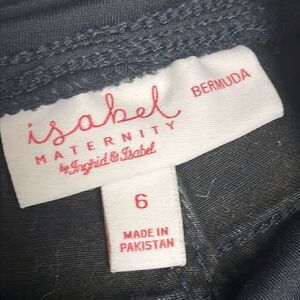 isabel
MATERNITY
by Ingrid & Isabel
BERMUDA
6
MADE IN
PAKISTAN